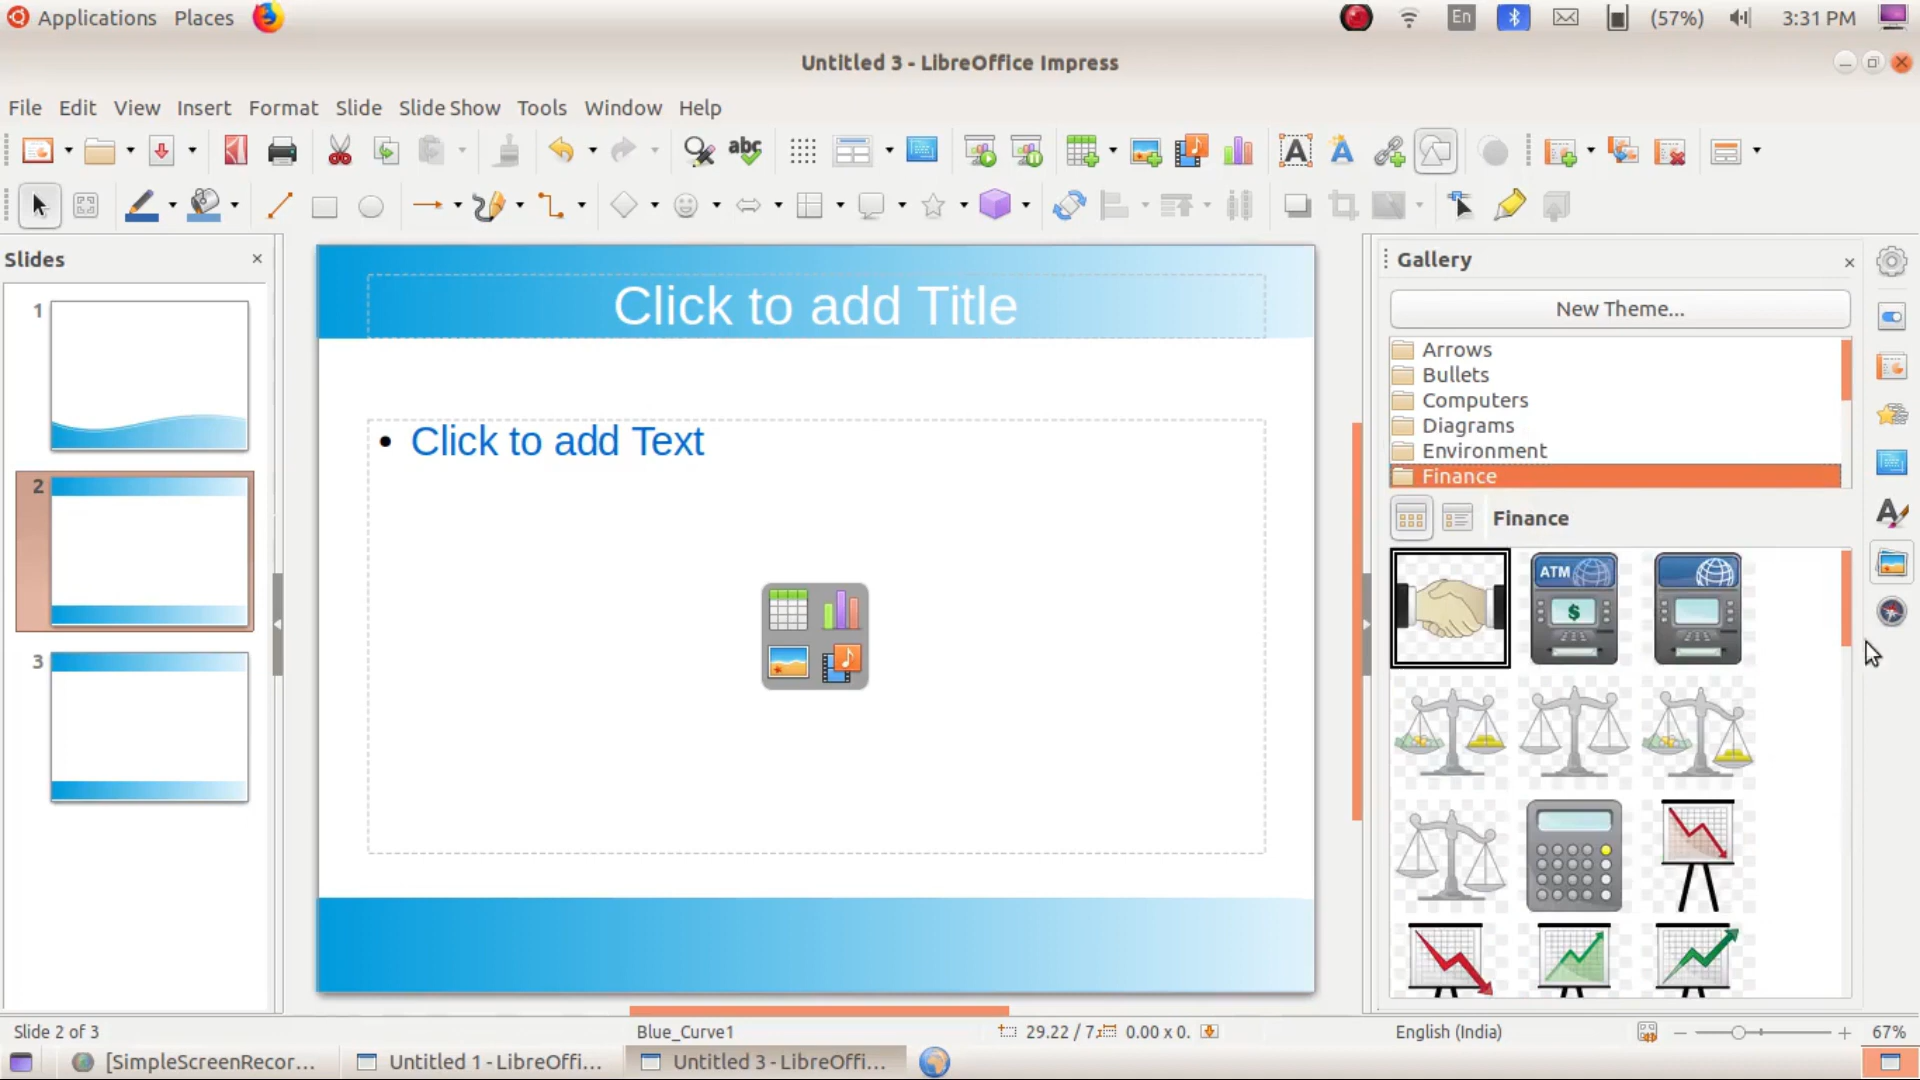 Applications Places
En
(57%)
3:31 PM
Untitled 3 - LibreOffice Impress
File Edit View Insert Format Slide Slide Show Tools Window Help
abc
A
A
Slides
1
2
3
Click to add Title
• Click to add Text
Gallery
New Theme...
Arrows
Bullets
Computers
Diagrams
Environment
Finance
Finance
ATM
$
Slide 2 of 3
Blue_Curve1
29.22 / 7.
0.00 x 0.
English (India)
67%
[SimpleScreenRecor...
Untitled 1 - LibreOffi...
Untitled 3 - LibreOffi...